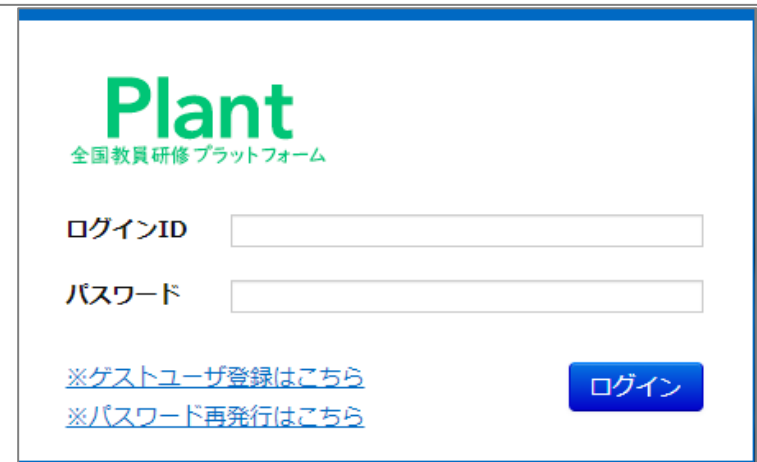 Plant
全国教員研修プラットフォーム
ログインID
パスワード
※ゲストユーザ登録はこちら
ログイン
※パスワード再発行はこちら